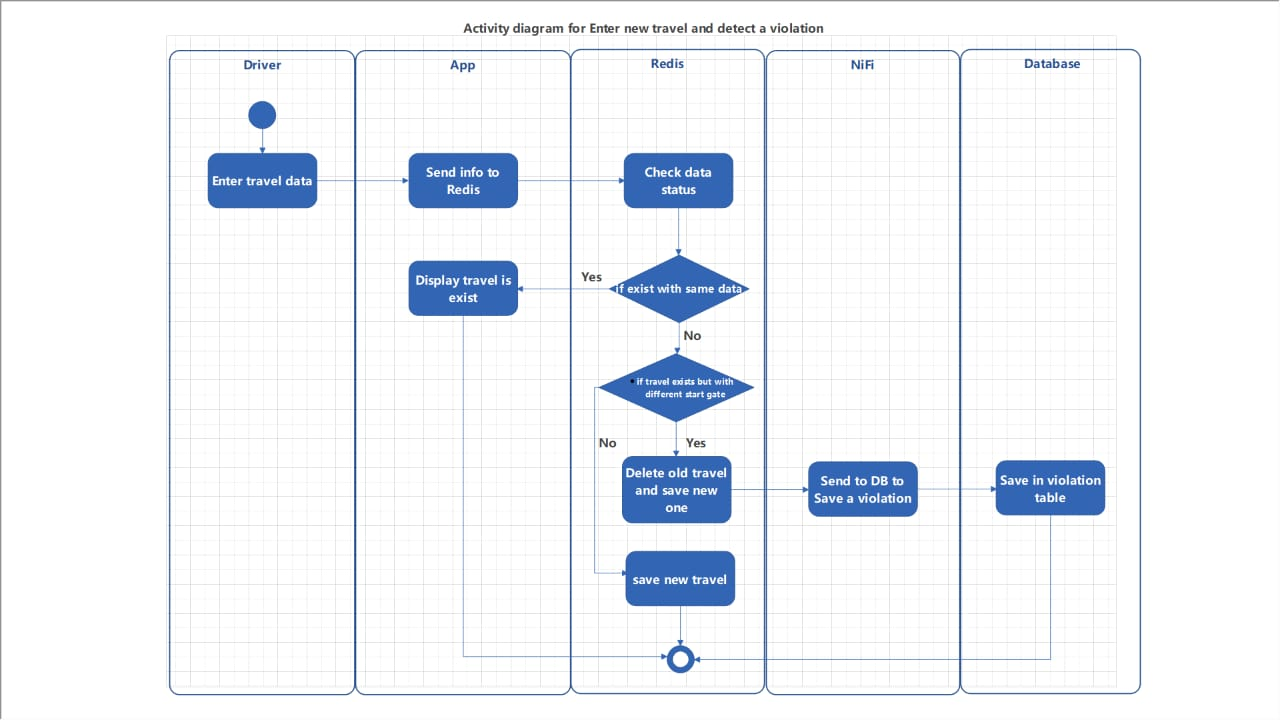 Activity diagram for Enter new travel and detect a violation
Driver
App
Redis
NiFi
Database
Enter travel data
Send info to
Redis
Check data
status
Display travel is
exist
Yes
if exist with same data
No
• if travel exists but with
different start gate
No
Yes
Delete old travel
and save new
one
Send to DB to
Save a violation
Save in violation
table
save new travel